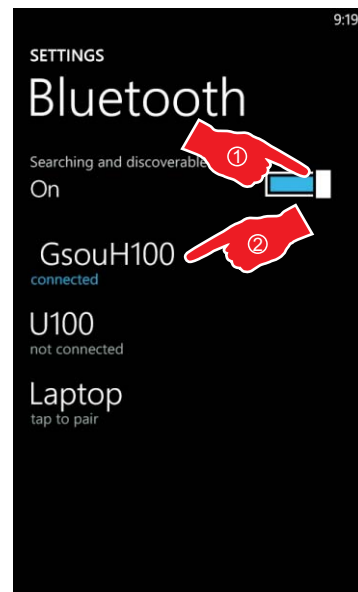 9:19
SETTINGS
Bluetooth
Searching and discoverable
①
On
GsouH100
②
connected
U100
not connected
Laptop
tap to pair